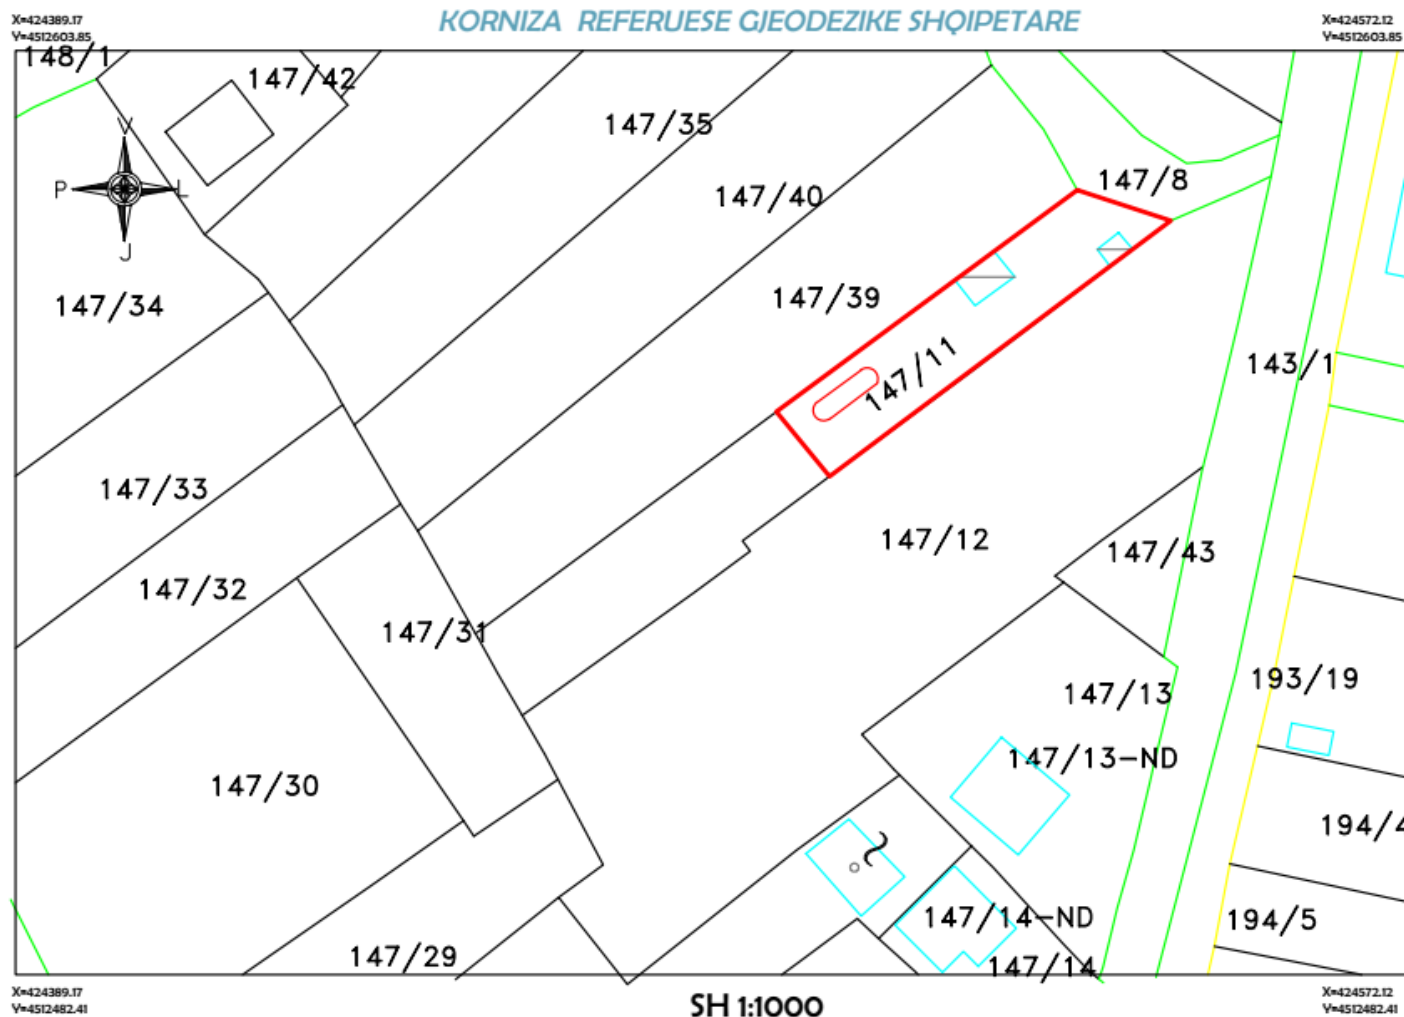 KORNIZA REFERUESE GJEODEZIKE SHQIPETARE
X=424389.17
Y=4512603.85
X=424572.12
Y=4512603.85
148/1
147/42
147/35
147/8
147/40
V
P
L
J
147/34
147/39
147/11
143/1
147/33
147/12
147/43
147/32
147/31
193/19
147/13
147/13-ND
147/30
194/4
147/14-ND
194/5
147/29
147/14
X=424389.17
Y=4512482.41
SH 1:1000
X=424572.12
Y=4512482.41